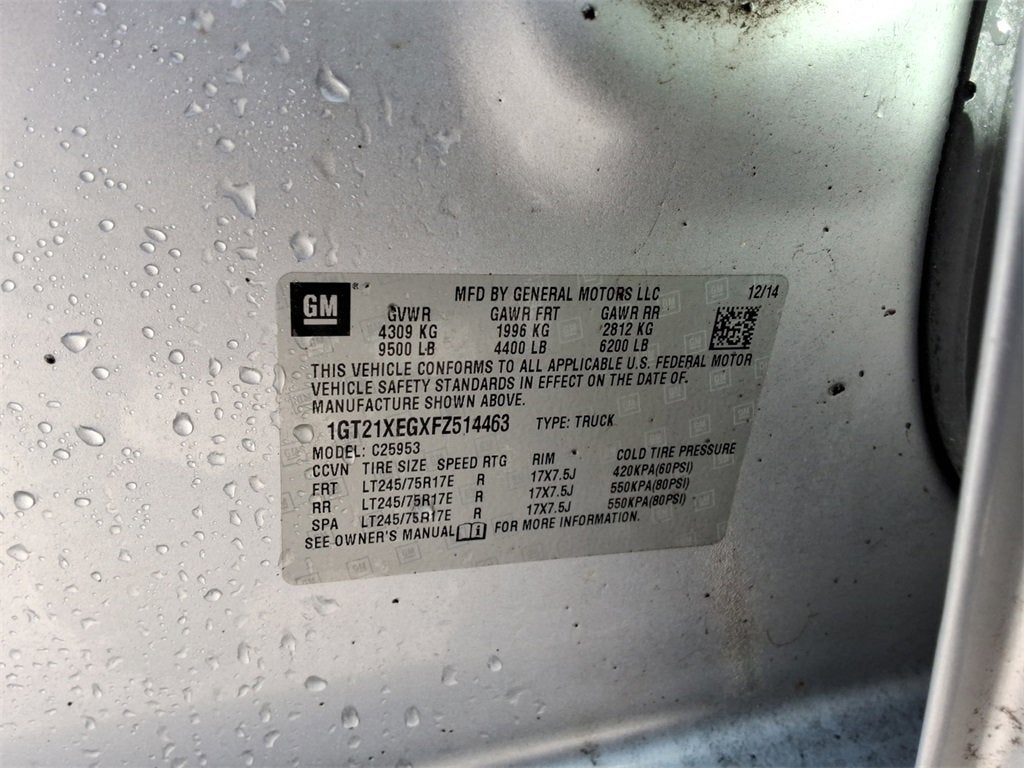 GM ® MFD BY GENERAL MOTORS LLC 12/14
GVWR GAWR FRT GAWR RR
4309 KG 1996 KG 2812 KG
9500 LB 4400 LB 6200 LB
THIS VEHICLE CONFORMS TO ALL APPLICABLE U.S. FEDERAL MOTOR
VEHICLE SAFETY STANDARDS IN EFFECT ON THE DATE OF.
MANUFACTURE SHOWN ABOVE.
1GT21XEGXFZ514463 TYPE: TRUCK
MODEL: C25953
CCVN TIRE SIZE SPEED RTG RIM COLD TIRE PRESSURE
FRT LT245/75R17E R 17X7.5J 420KPA(60PSI)
RR LT245/75R17E R 17X7.5J 550KPA(80PSI)
SPA LT245/75R17E R 17X7.5J 550KPA(80PSI)
SEE OWNER'S MANUAL i FOR MORE INFORMATION.